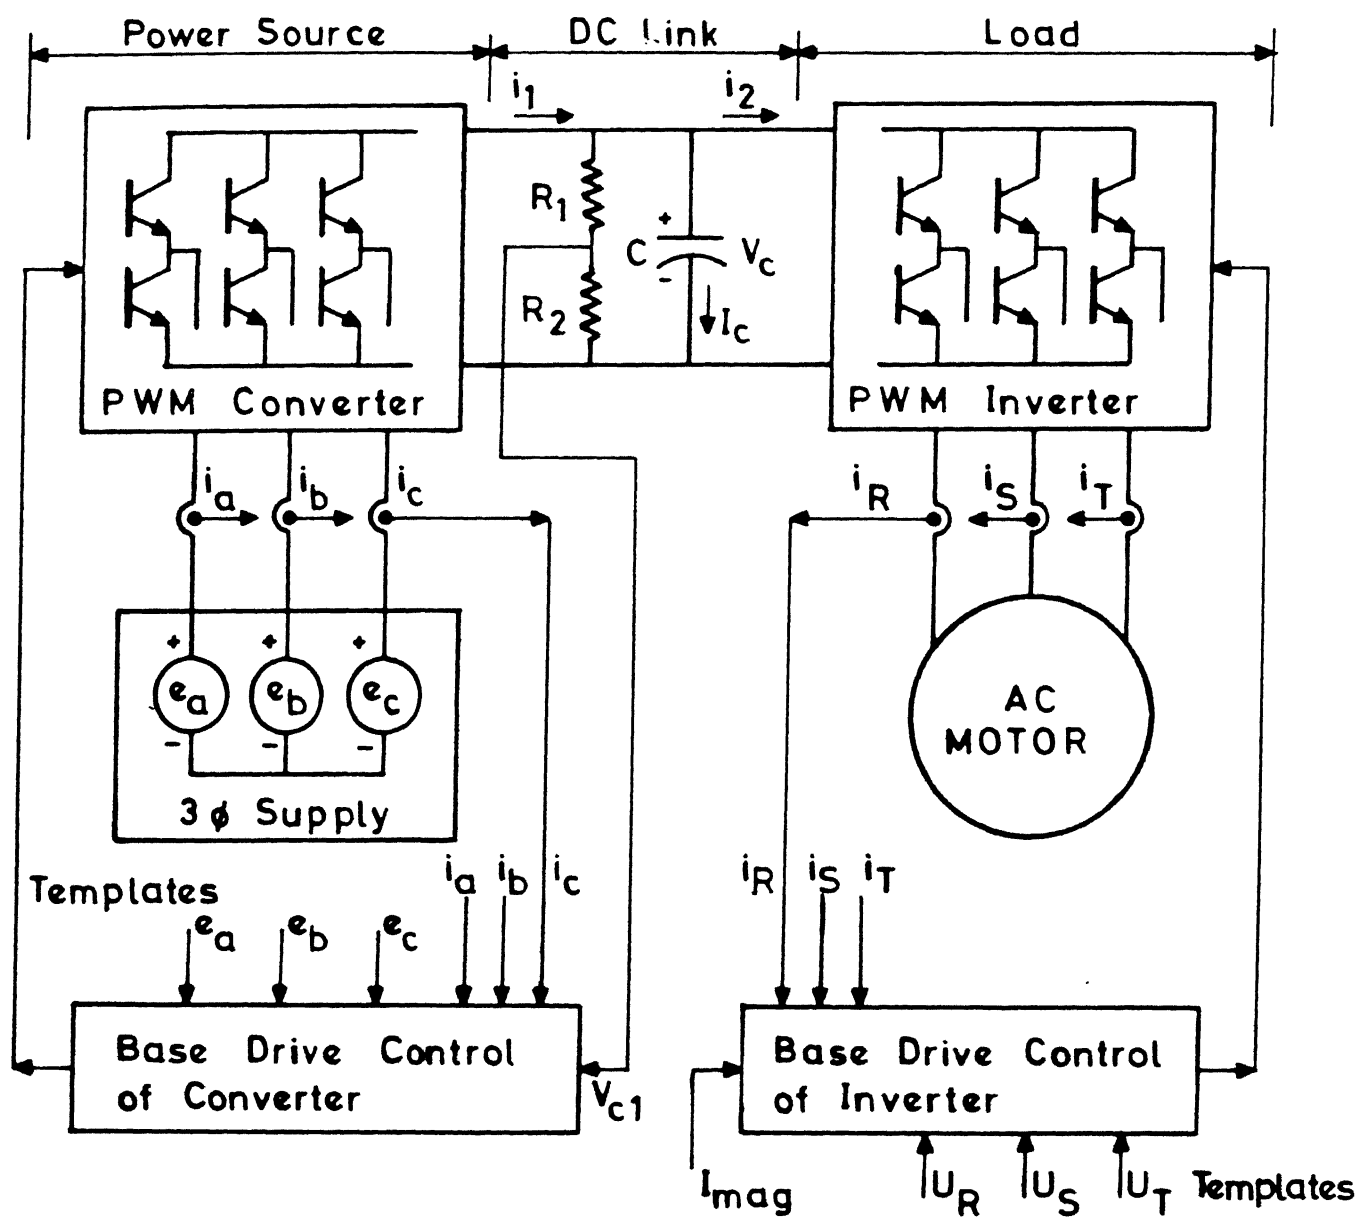 Power Source
DC Link
Load
i1
i2
R1
R2
C
+
-
Vc
Ic
PWM Converter
PWM Inverter
ia
ib
ic
iR
iS
iT
+
+
+
ea
eb
ec
-
-
-
3ϕ Supply
AC
MOTOR
Templates
ea
eb
ec
ia
ib
ic
iR
iS
iT
Base Drive Control
of Converter
Vc1
Base Drive Control
of Inverter
Imag
UR
US
UT
Templates